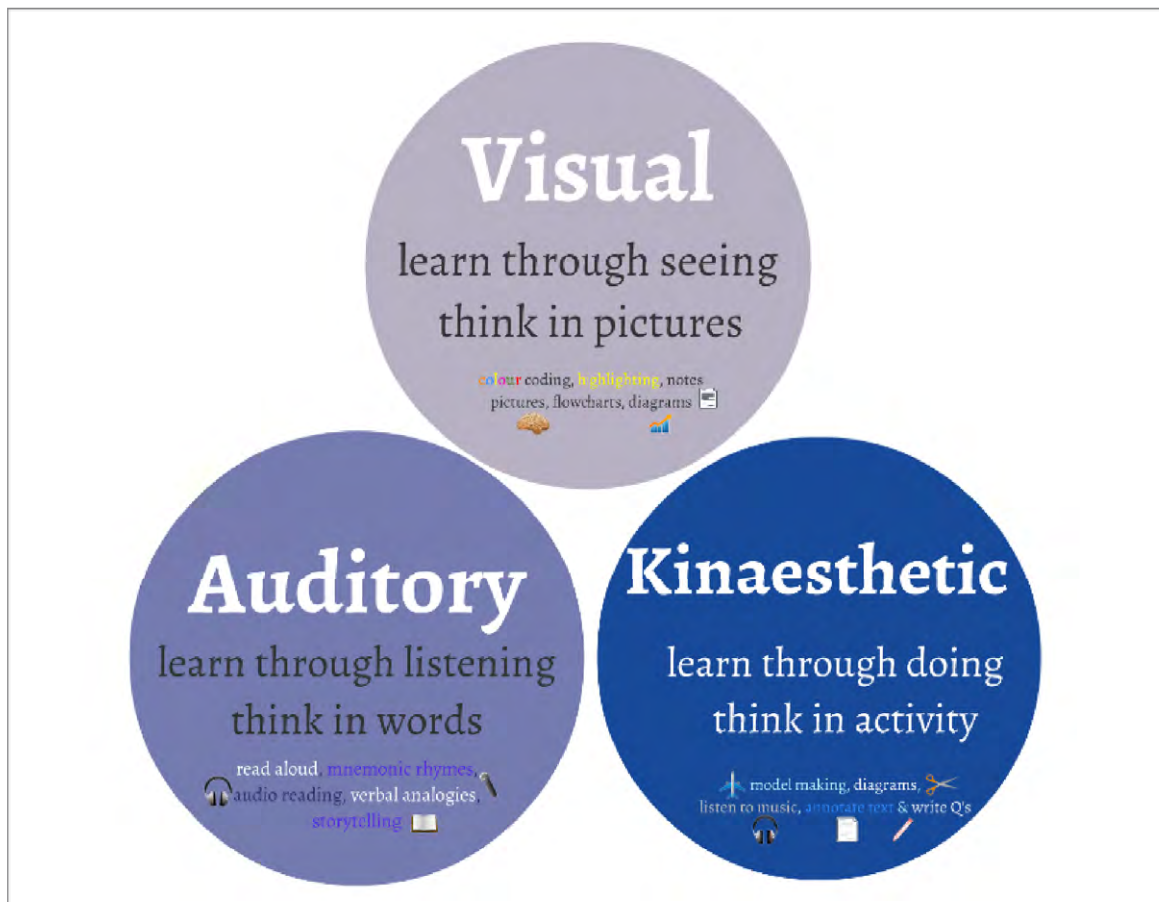 Visual
learn through seeing
think in pictures
colour coding, highlighting, notes
pictures, flowcharts, diagrams
Auditory
learn through listening
think in words
read aloud, mnemonic rhymes,
audio reading, verbal analogies,
storytelling
Kinaesthetic
learn through doing
think in activity
model making, diagrams,
listen to music, annotate text & write Q's